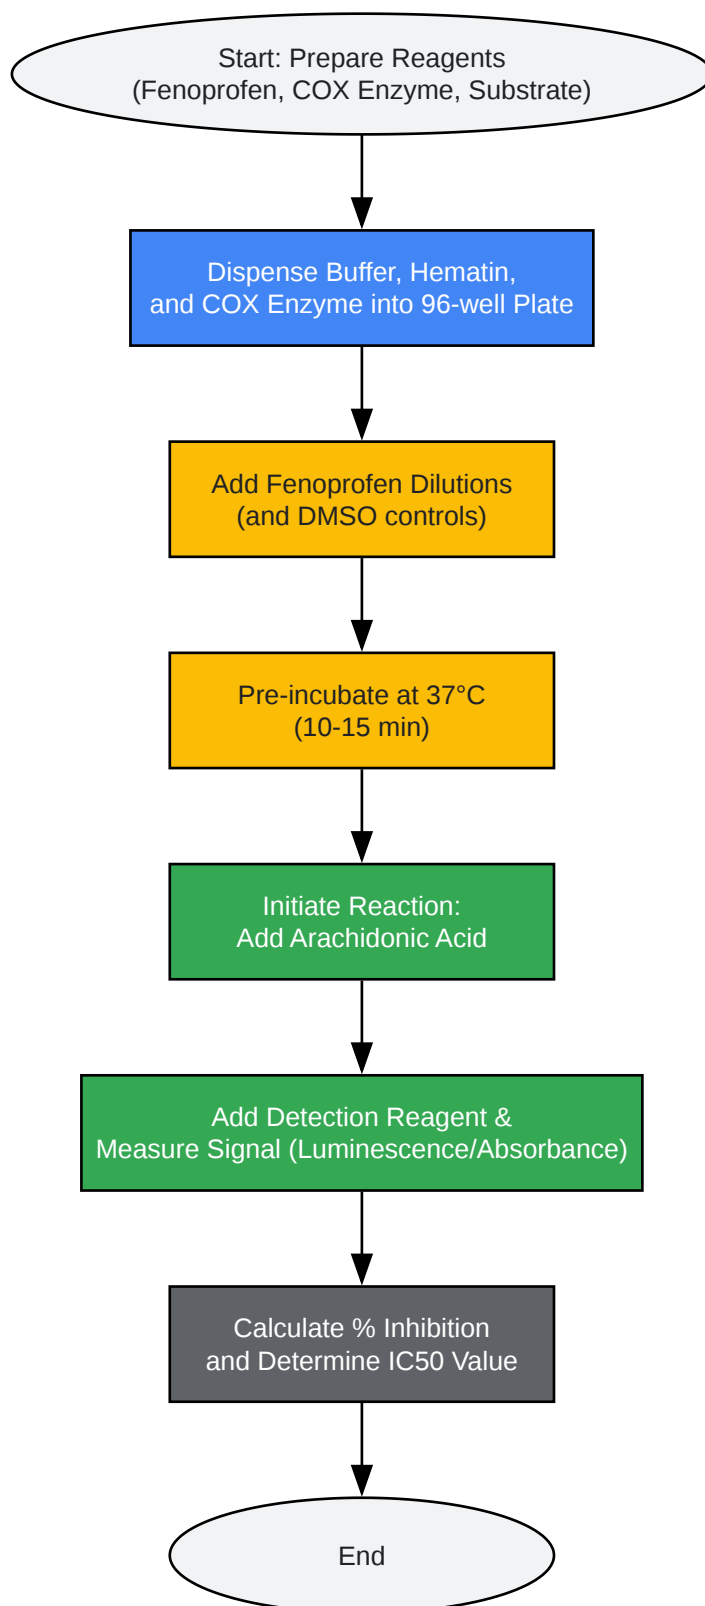 Start: Prepare Reagents
(Fenoprofen, COX Enzyme, Substrate)
Dispense Buffer, Hematin,
and COX Enzyme into 96-well Plate
Add Fenoprofen Dilutions
(and DMSO controls)
Pre-incubate at 37°C
(10-15 min)
Initiate Reaction:
Add Arachidonic Acid
Add Detection Reagent &
Measure Signal (Luminescence/Absorbance)
Calculate % Inhibition
and Determine IC50 Value
End